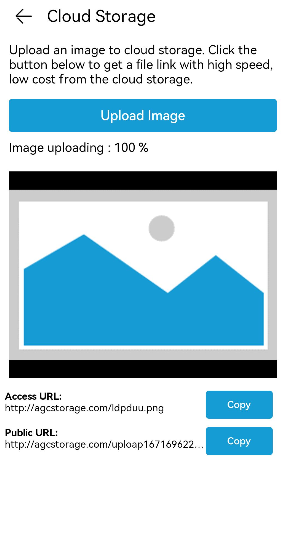 Cloud Storage
Upload an image to cloud storage. Click the
button below to get a file link with high speed,
low cost from the cloud storage.
Upload Image
Image uploading : 100 %
Access URL:
http://agcstorage.com/ldpduu.png
Copy
Public URL:
http://agcstorage.com/uploap167169622...
Copy